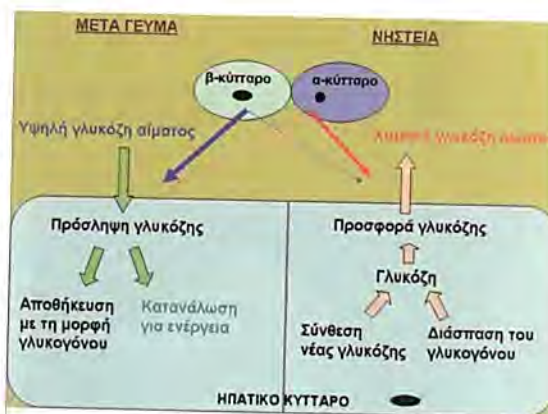 ΜΕΤΑ ΓΕΥΜΑ
ΝΗΣΤΕΙΑ
β-κύτταρο
α-κύτταρο
Υψηλή γλυκόζη αίματος
γλυκόζη
Πρόσληψη γλυκόζης
Προσφορά γλυκόζης
Γλυκόζη
Αποθήκευση
με τη μορφή
γλυκογόνου
Κατανάλωση
για ενέργεια
Σύνθεση
νέας γλυκόζης
Διάσπαση του
γλυκογόνου
ΗΠΑΤΙΚΟ ΚΥΤΤΑΡΟ